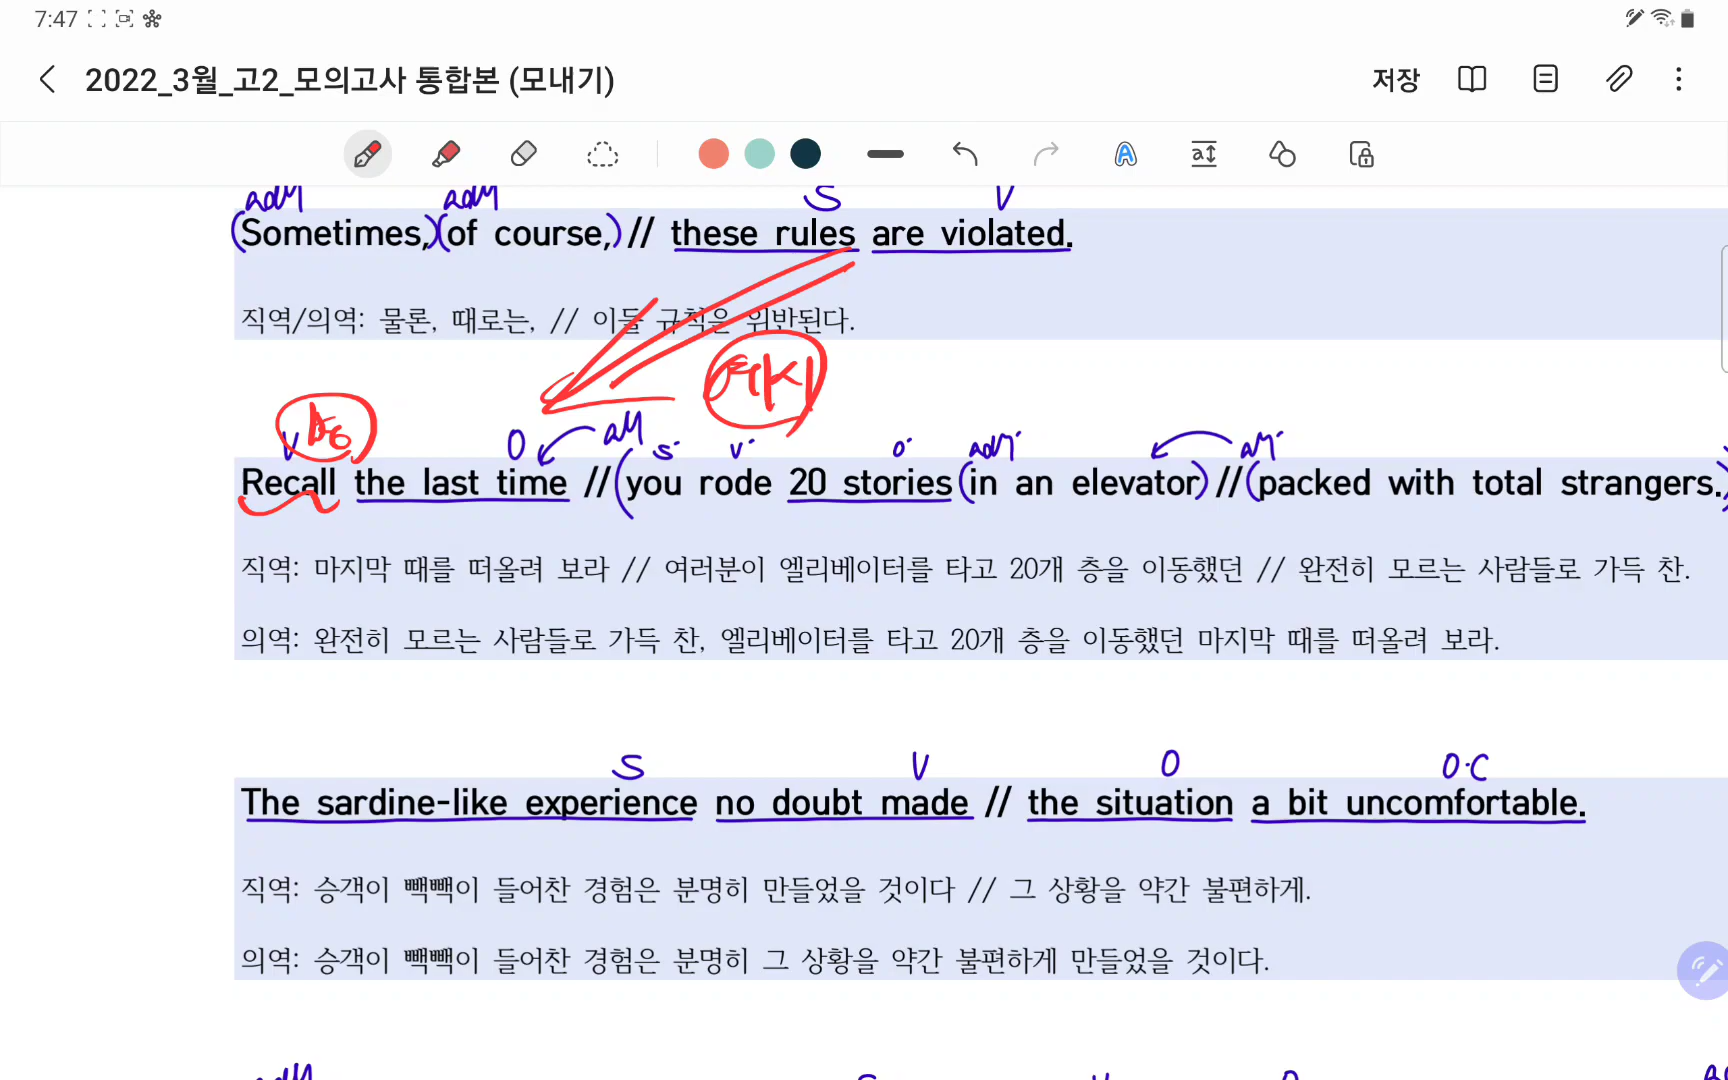 7:47
2022_3월_고2_모의고사 통합본 (모내기)
저장
adM adM S V
(Sometimes,)(of course,) // these rules are violated.
직역/의역: 물론, 때로는, // 이들 규칙은 위반된다.
V O aM s' v' o' adM' aM'
Recall the last time // (you rode 20 stories (in an elevator) // (packed with total strangers.)
직역: 마지막 때를 떠올려 보라 // 여러분이 엘리베이터를 타고 20개 층을 이동했던 // 완전히 모르는 사람들로 가득 찬.
의역: 완전히 모르는 사람들로 가득 찬, 엘리베이터를 타고 20개 층을 이동했던 마지막 때를 떠올려 보라.
S V O O·C
The sardine-like experience no doubt made // the situation a bit uncomfortable.
직역: 승객이 빽빽이 들어찬 경험은 분명히 만들었을 것이다 // 그 상황을 약간 불편하게.
의역: 승객이 빽빽이 들어찬 경험은 분명히 그 상황을 약간 불편하게 만들었을 것이다.